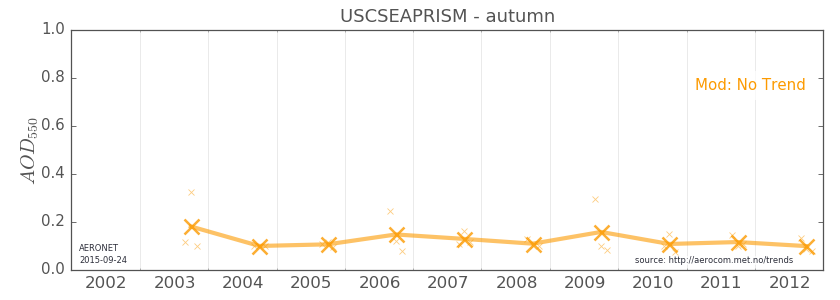 USCSEAPRISM - autumn
1.0
0.8
0.6
0.4
0.2
0.0
AOD550
Mod: No Trend
AERONET
2015-09-24
source: http://aerocom.met.no/trends
2002 2003 2004 2005 2006 2007 2008 2009 2010 2011 2012